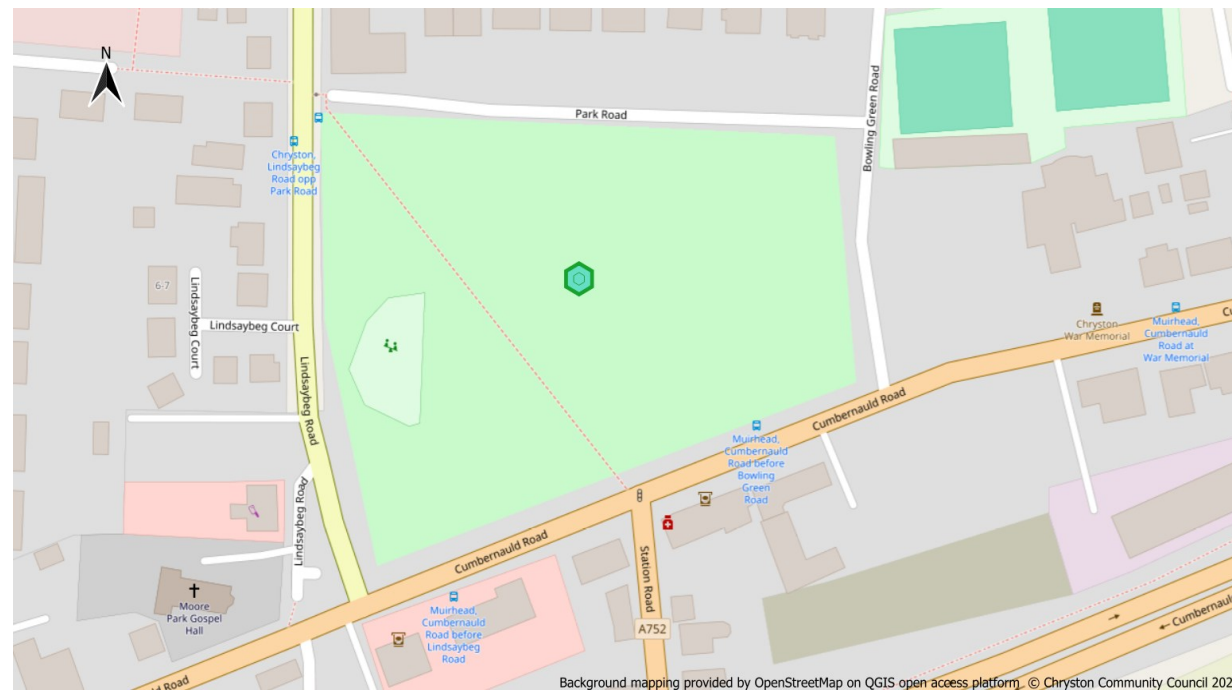 N
Park Road
Bowling Green Road
Chryston,
Lindsaybeg
Road opp
Park Road
6-7
Lindsaybeg Court
Lindsaybeg Court
Lindsaybeg Road
Chryston
War Memorial
Muirhead,
Cumbernauld
Road at
War Memorial
Cumbernauld Road
Muirhead,
Cumbernauld
Road before
Bowling
Green
Road
Lindsaybeg Road
Cumbernauld Road
Station Road
Moore
Park Gospel
Hall
Muirhead,
Cumbernauld
Road before
Lindsaybeg
Road
A752
Road
Background mapping provided by OpenStreetMap on QGIS open access platform © Chryston Community Council